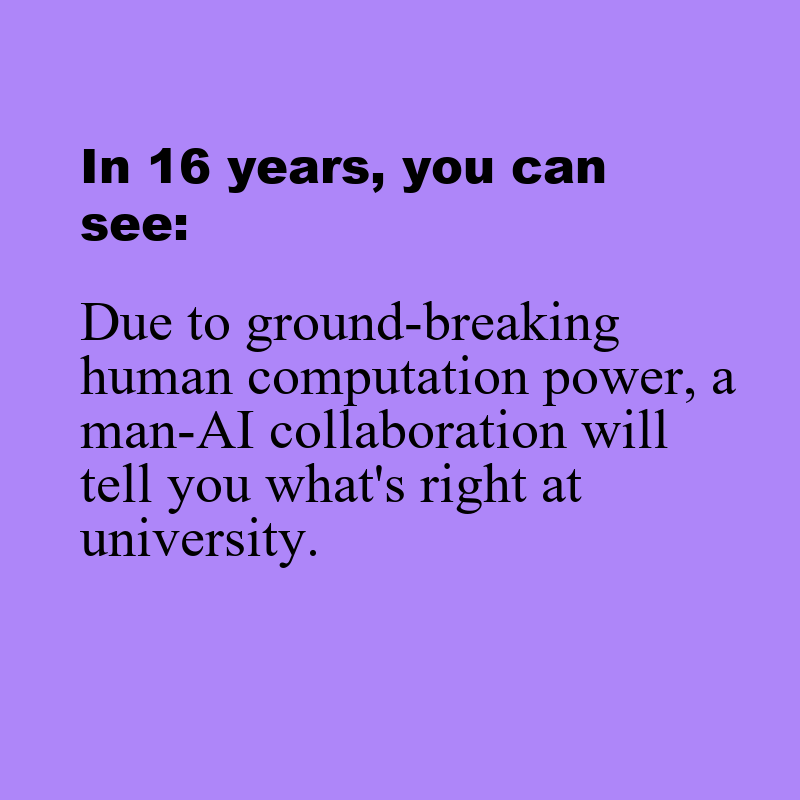 In 16 years, you can
see:
Due to ground-breaking
human computation power, a
man-AI collaboration will
tell you what's right at
university.